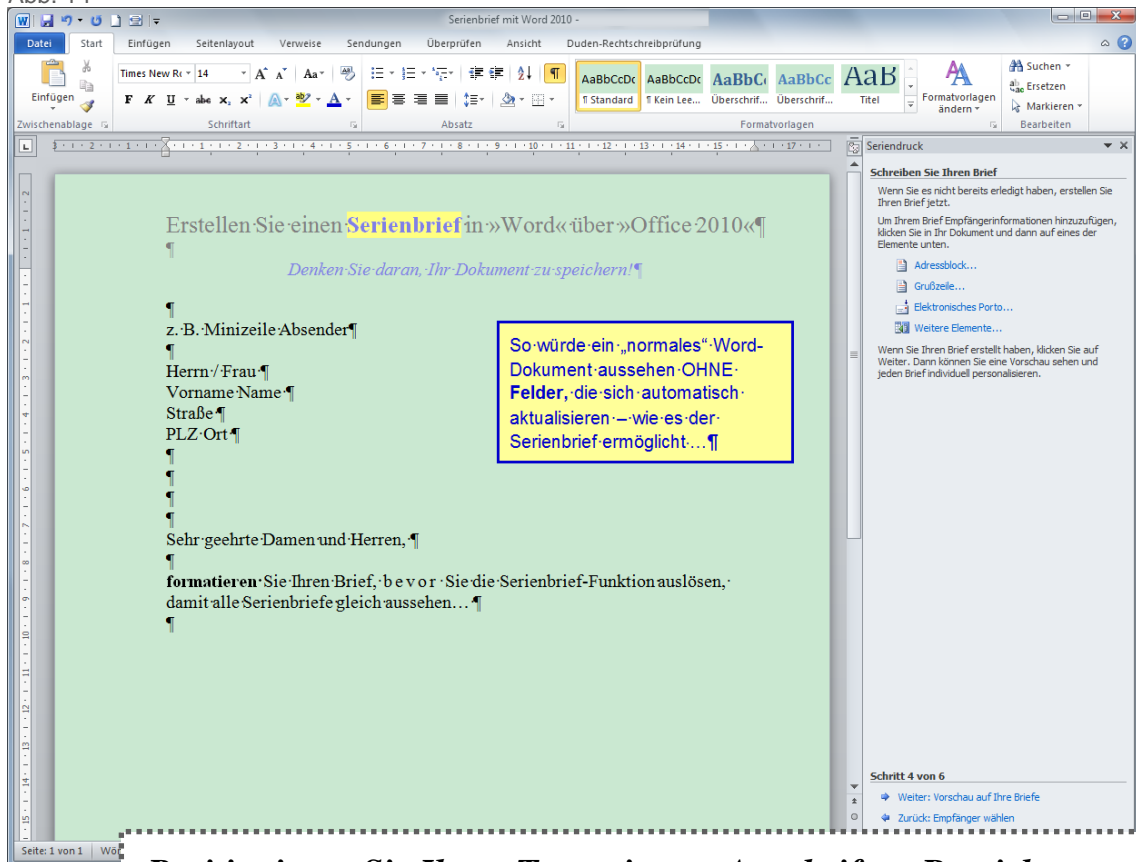 Serienbrief mit Word 2010 -
Datei Start Einfügen Seitenlayout Verweise Sendungen Überprüfen Ansicht Duden-Rechtschreibprüfung
Einfügen
Times New Ro 14
F K U abc x₂ x²
AaBbCcDc AaBbCcDc AaBbC AaBbCc AaB
¶ Standard ¶ Kein Lee... Überschrif... Überschrif... Titel
Formatvorlagen ändern
Suchen
Ersetzen
Markieren
Zwischenablage Schriftart Absatz Formatvorlagen Bearbeiten
Erstellen Sie einen Serienbrief in »Word« über »Office 2010«¶
¶
Denken Sie daran, Ihr Dokument zu speichern!¶
¶
z. B. Minizeile Absender¶
¶
Herrn / Frau ¶
Vorname Name ¶
Straße ¶
PLZ Ort ¶
¶
¶
¶
¶
Sehr geehrte Damen und Herren, ¶
¶
formatieren Sie Ihren Brief, b e v o r Sie die Serienbrief-Funktion auslösen,
damit alle Serienbriefe gleich aussehen… ¶
¶
So würde ein „normales“ Word-
Dokument aussehen OHNE
Felder, die sich automatisch
aktualisieren – wie es der
Serienbrief ermöglicht …¶
Seriendruck
Schreiben Sie Ihren Brief
Wenn Sie es nicht bereits erledigt haben, erstellen Sie
Ihren Brief jetzt.
Um Ihrem Brief Empfängerinformationen hinzuzufügen,
klicken Sie in Ihr Dokument und dann auf eines der
Elemente unten.
Adressblock...
Grußzeile...
Elektronisches Porto...
Weitere Elemente...
Wenn Sie Ihren Brief erstellt haben, klicken Sie auf
Weiter. Dann können Sie eine Vorschau sehen und
jeden Brief individuell personalisieren.
Schritt 4 von 6
Weiter: Vorschau auf Ihre Briefe
Zurück: Empfänger wählen
Seite: 1 von 1